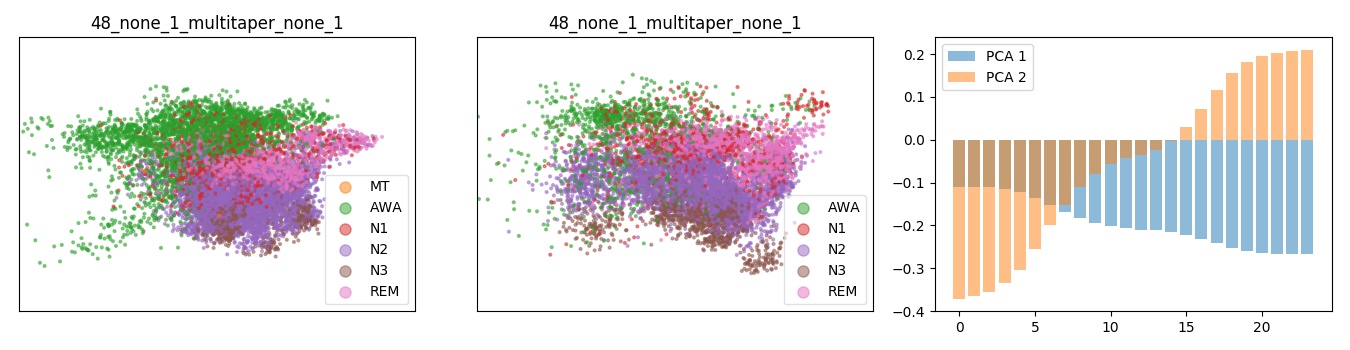 48_none_1_multitaper_none_1
MT
AWA
N1
N2
N3
REM
48_none_1_multitaper_none_1
AWA
N1
N2
N3
REM
PCA 1
PCA 2
0.2
0.1
0.0
−0.1
−0.2
−0.3
−0.4
0 5 10 15 20